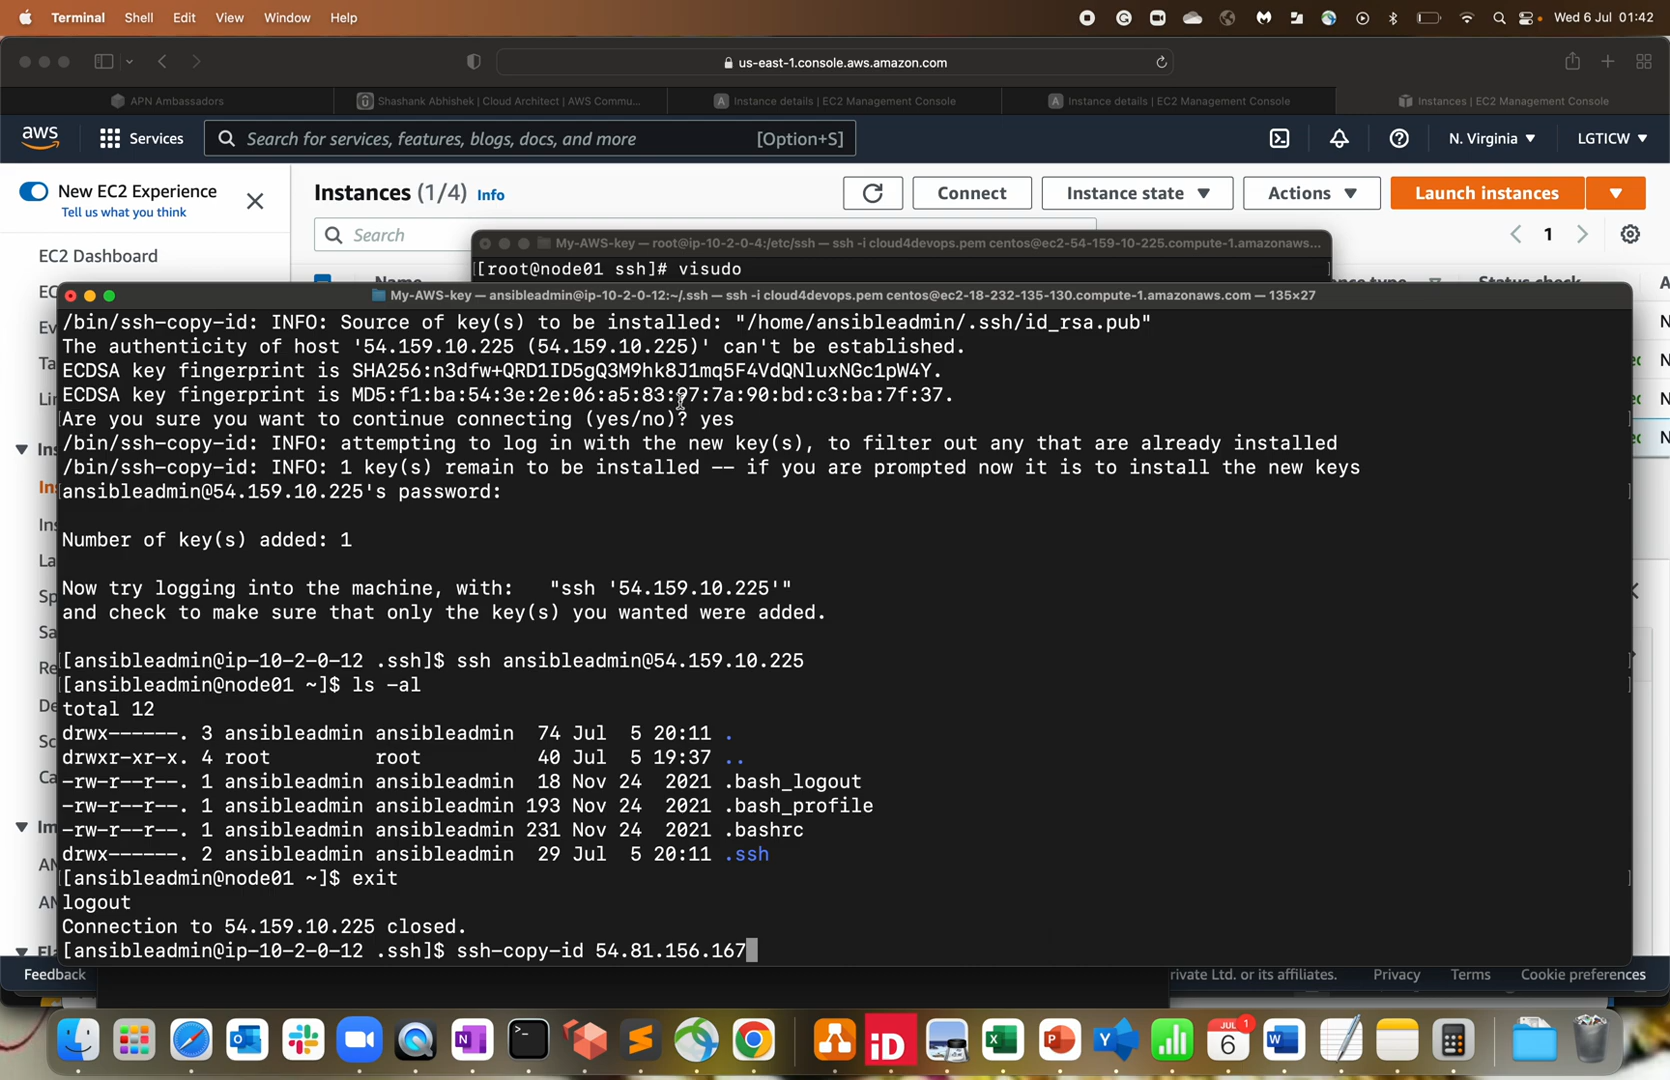 Terminal Shell Edit View Window Help
Wed 6 Jul 01:42
us-east-1.console.aws.amazon.com
APN Ambassadors
Shashank Abhishek | Cloud Architect | AWS Commu...
Instance details | EC2 Management Console
Instance details | EC2 Management Console
Instances | EC2 Management Console
aws
Services
Search for services, features, blogs, docs, and more [Option+S]
N. Virginia ▼
LGTICW ▼
New EC2 Experience
Tell us what you think
Instances (1/4) Info
Connect
Instance state ▼
Actions ▼
Launch instances
Search
1
EC2 Dashboard
My-AWS-key — root@ip-10-2-0-4:/etc/ssh — ssh -i cloud4devops.pem centos@ec2-54-159-10-225.compute-1.amazonaws...
[root@node01 ssh]# visudo
My-AWS-key — ansibleadmin@ip-10-2-0-12:~/.ssh — ssh -i cloud4devops.pem centos@ec2-18-232-135-130.compute-1.amazonaws.com — 135×27
/bin/ssh-copy-id: INFO: Source of key(s) to be installed: "/home/ansibleadmin/.ssh/id_rsa.pub"
The authenticity of host '54.159.10.225 (54.159.10.225)' can't be established.
ECDSA key fingerprint is SHA256:n3dfw+QRD1ID5gQ3M9hk8J1mq5F4VdQNluxNGc1pW4Y.
ECDSA key fingerprint is MD5:f1:ba:54:3e:2e:06:a5:83:97:7a:90:bd:c3:ba:7f:37.
Are you sure you want to continue connecting (yes/no)? yes
/bin/ssh-copy-id: INFO: attempting to log in with the new key(s), to filter out any that are already installed
/bin/ssh-copy-id: INFO: 1 key(s) remain to be installed -- if you are prompted now it is to install the new keys
ansibleadmin@54.159.10.225's password:
Number of key(s) added: 1
Now try logging into the machine, with: "ssh '54.159.10.225'"
and check to make sure that only the key(s) you wanted were added.
[ansibleadmin@ip-10-2-0-12 .ssh]$ ssh ansibleadmin@54.159.10.225
[ansibleadmin@node01 ~]$ ls -al
total 12
drwx------. 3 ansibleadmin ansibleadmin 74 Jul 5 20:11 .
drwxr-xr-x. 4 root root 40 Jul 5 19:37 ..
-rw-r--r--. 1 ansibleadmin ansibleadmin 18 Nov 24 2021 .bash_logout
-rw-r--r--. 1 ansibleadmin ansibleadmin 193 Nov 24 2021 .bash_profile
-rw-r--r--. 1 ansibleadmin ansibleadmin 231 Nov 24 2021 .bashrc
drwx------. 2 ansibleadmin ansibleadmin 29 Jul 5 20:11 .ssh
[ansibleadmin@node01 ~]$ exit
logout
Connection to 54.159.10.225 closed.
[ansibleadmin@ip-10-2-0-12 .ssh]$ ssh-copy-id 54.81.156.167
Feedback
rivate Ltd. or its affiliates. Privacy Terms Cookie preferences
JUL
6